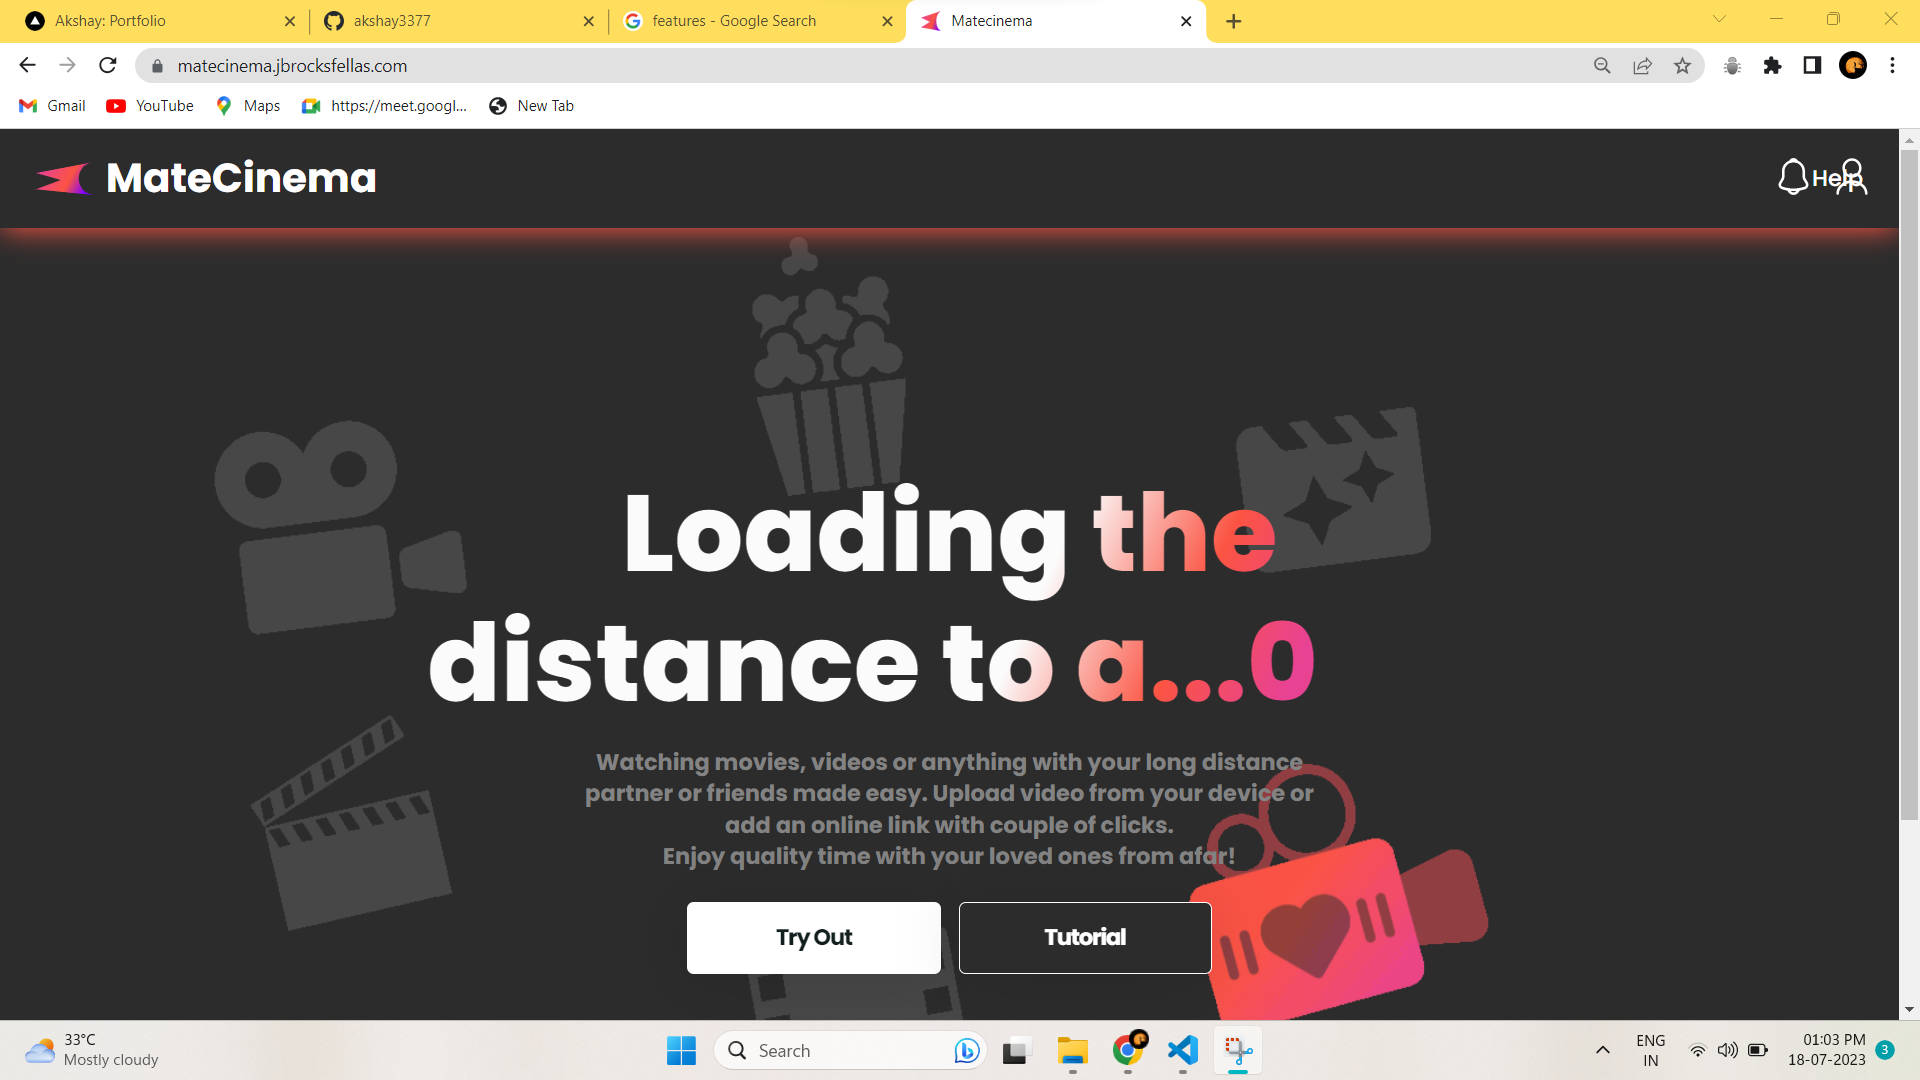 Akshay: Portfolio
akshay3377
features - Google Search
Matecinema
matecinema.jbrocksfellas.com
Gmail
YouTube
Maps
https://meet.googl...
New Tab
MateCinema
Help
Loading the
distance to a...0
Watching movies, videos or anything with your long distance
partner or friends made easy. Upload video from your device or
add an online link with couple of clicks.
Enjoy quality time with your loved ones from afar!
Try Out
Tutorial
33°C
Mostly cloudy
Search
ENG
IN
01:03 PM
18-07-2023
3